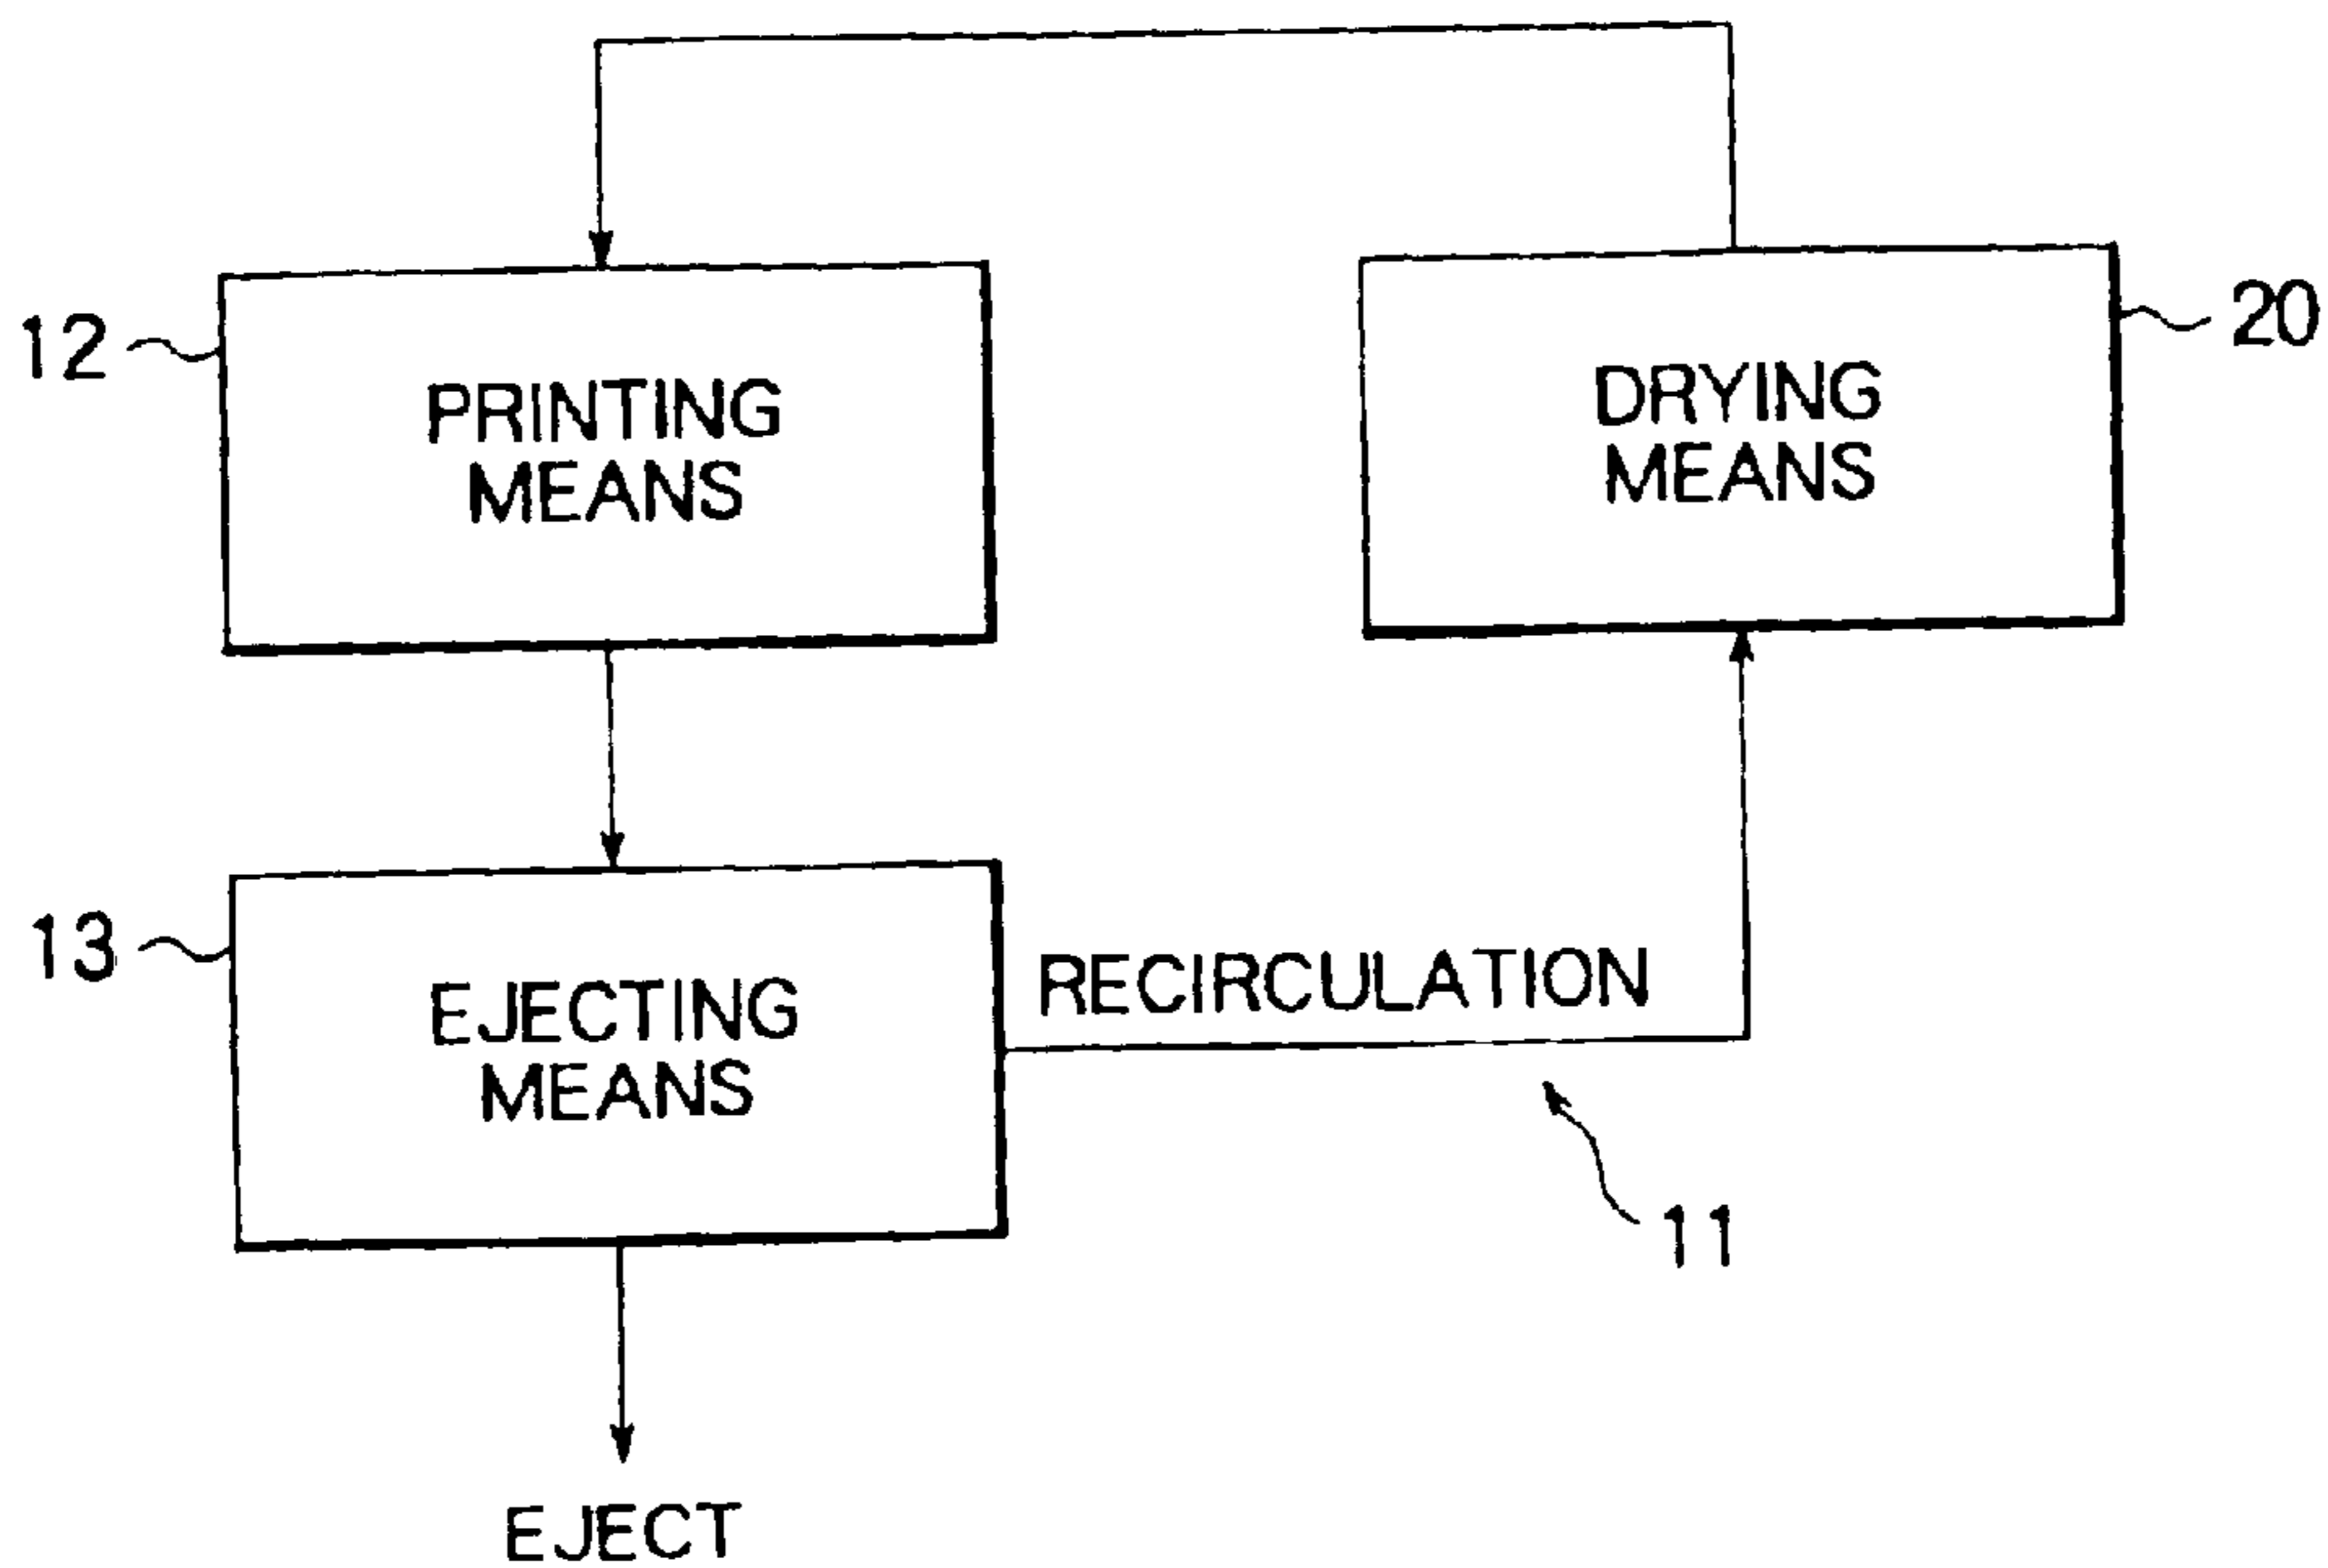 12
PRINTING
MEANS
DRYING
MEANS
20
13
EJECTING
MEANS
RECIRCULATION
11
EJECT